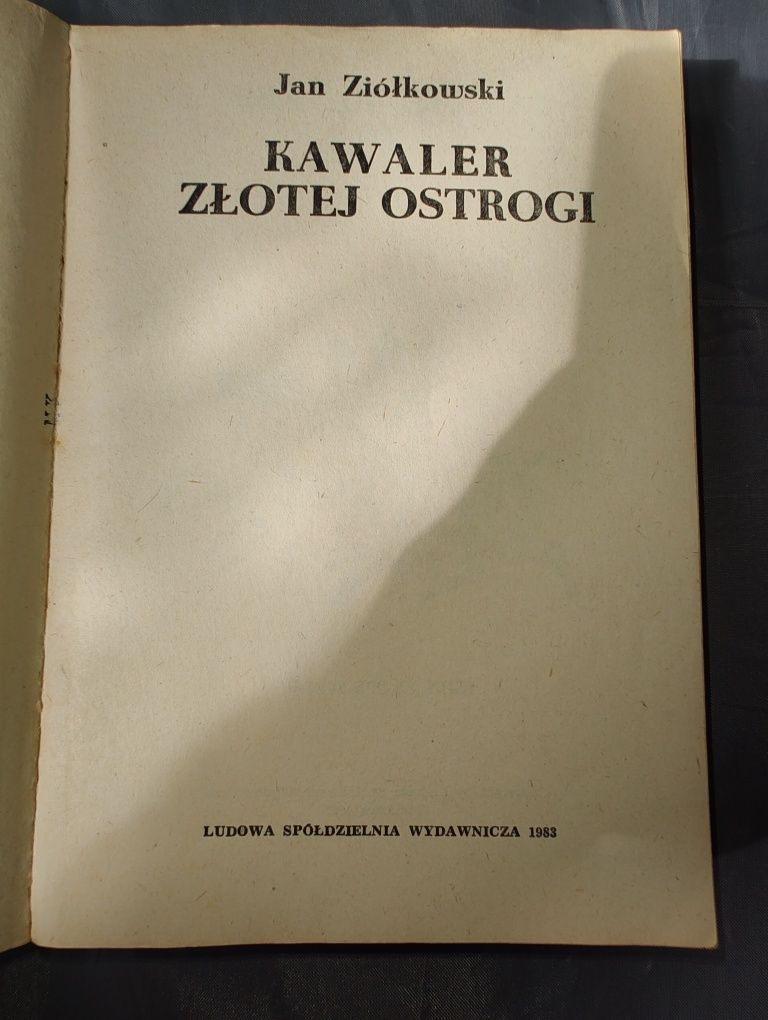 Jan Ziółkowski
KAWALER
ZŁOTEJ OSTROGI
LUDOWA SPÓŁDZIELNIA WYDAWNICZA 1983